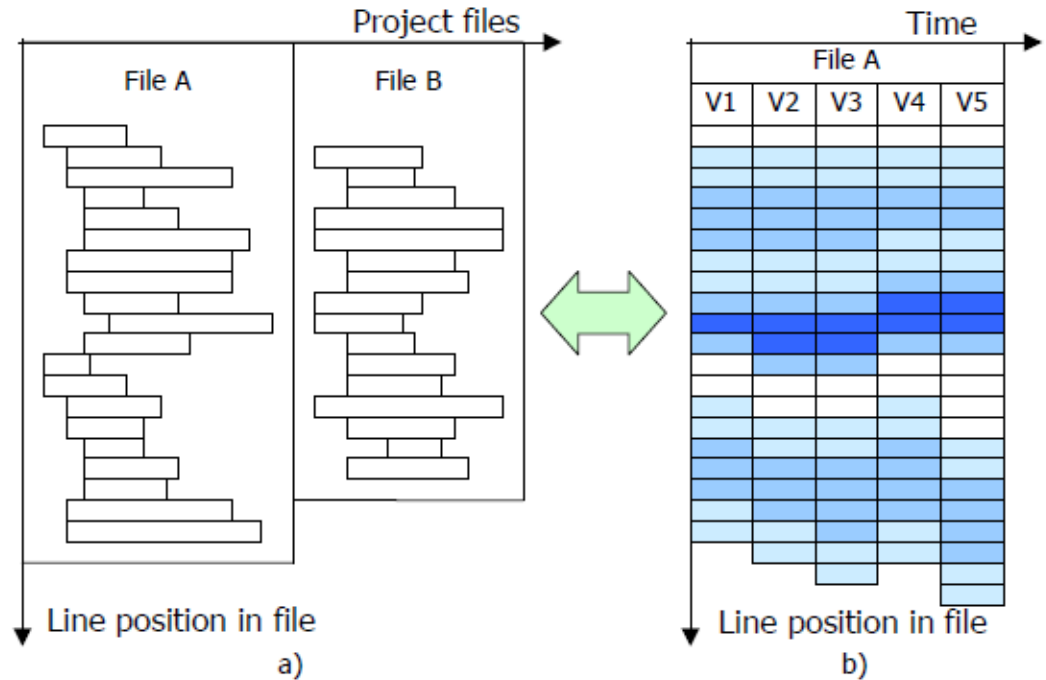 Project files
File A
File B
Line position in file
a)
Time
File A
V1 V2 V3 V4 V5
Line position in file
b)